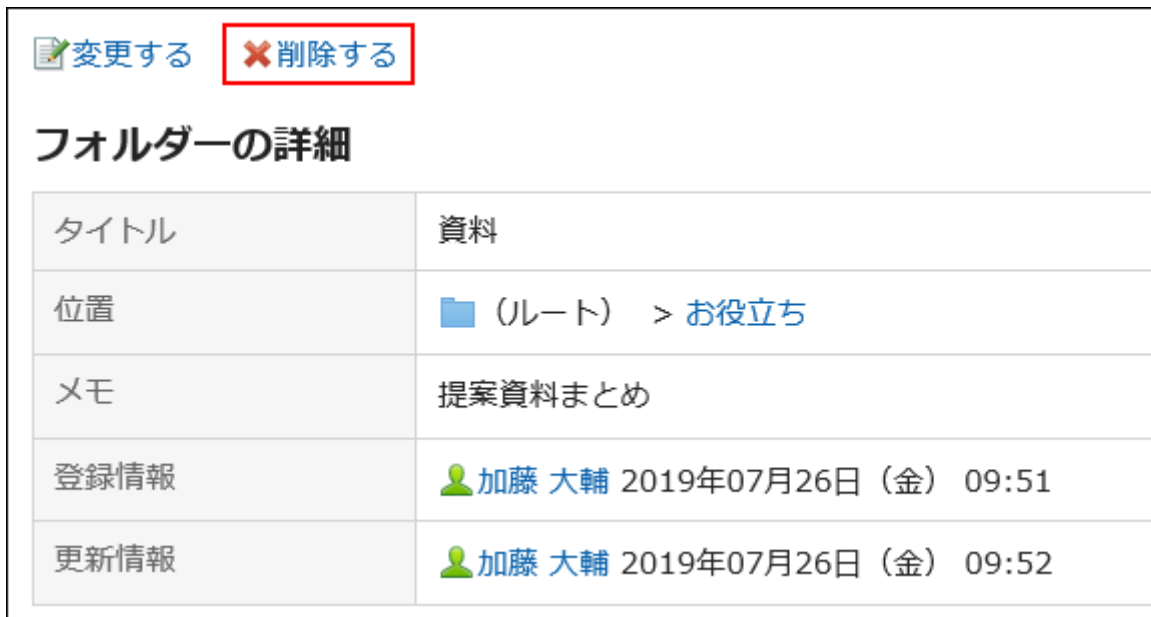 変更する 削除する
フォルダーの詳細
タイトル 資料
位置 （ルート） > お役立ち
メモ 提案資料まとめ
登録情報 加藤 大輔 2019年07月26日（金） 09:51
更新情報 加藤 大輔 2019年07月26日（金） 09:52